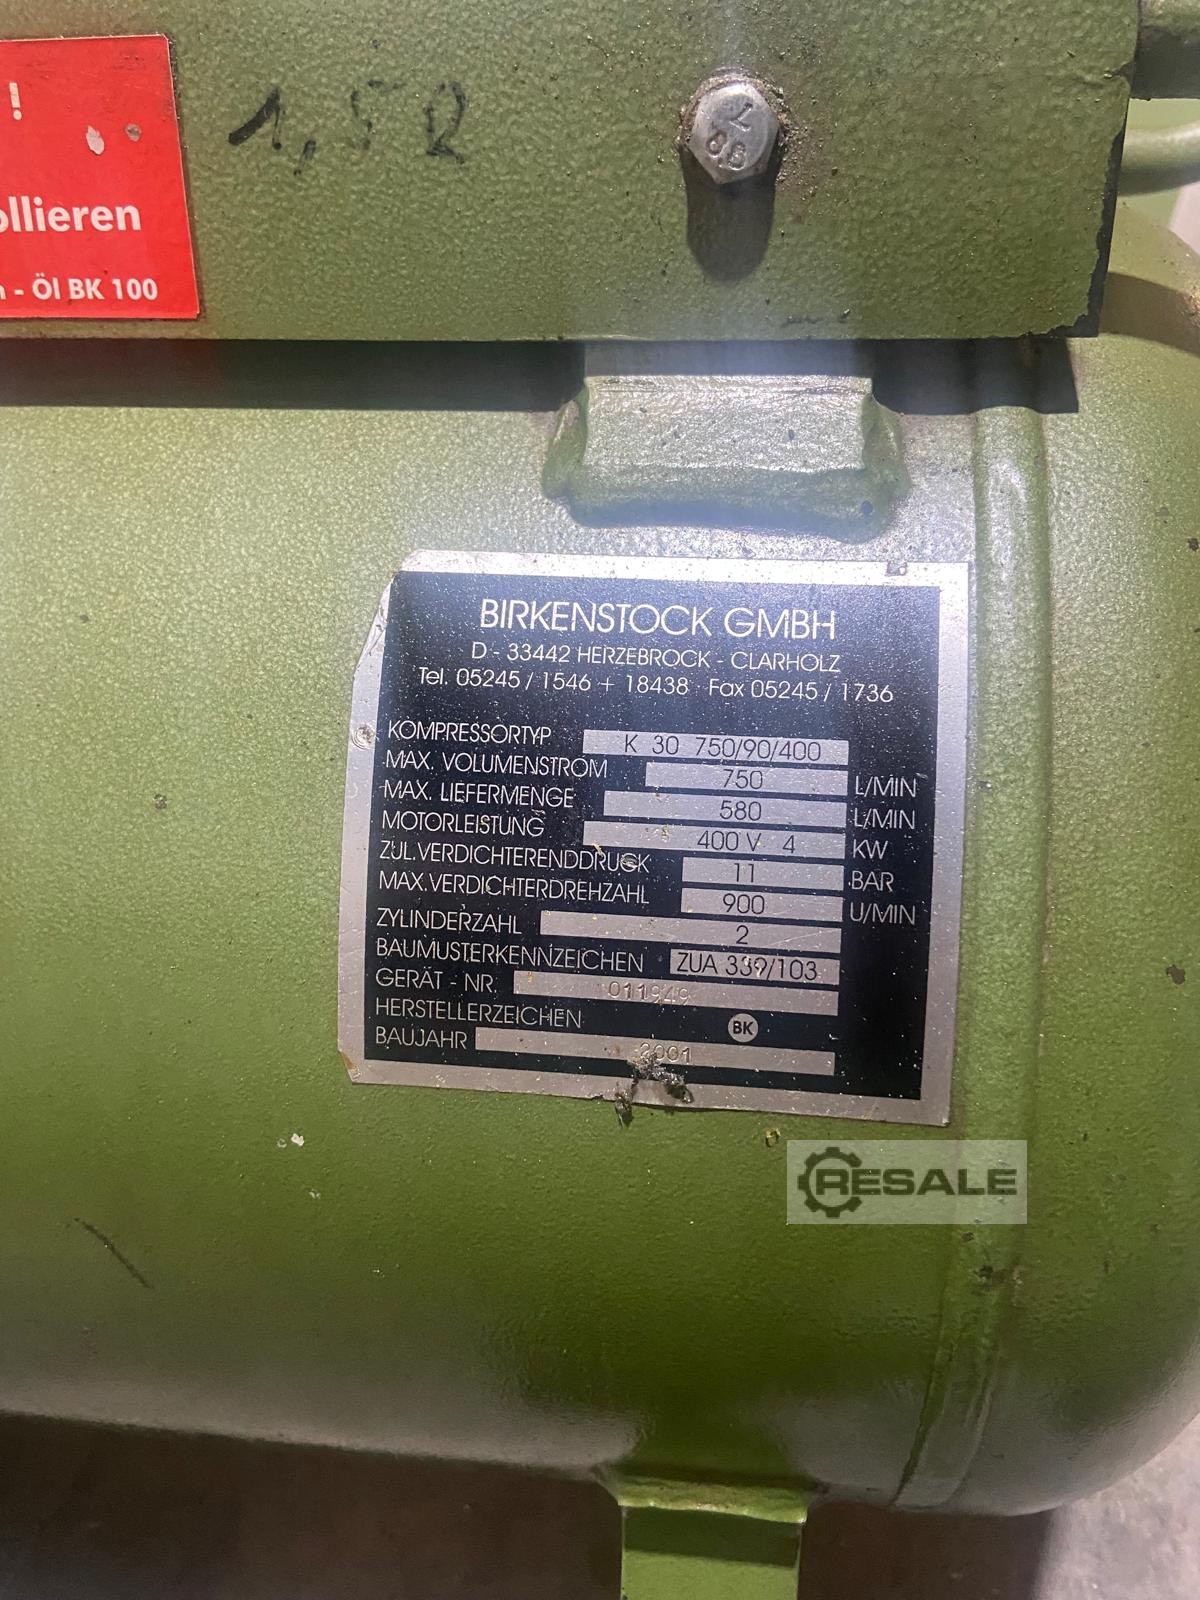 !
ollieren
- Öl BK 100
1,5 R
BIRKENSTOCK GMBH
D - 33442 HERZEBROCK - CLARHOLZ
Tel. 05245 / 1546 + 18438 · Fax 05245 / 1736
KOMPRESSORTYP K 30 750/90/400
MAX. VOLUMENSTROM 750 L/MIN
MAX. LIEFERMENGE 580 L/MIN
MOTORLEISTUNG 400 V 4 KW
ZUL. VERDICHTERENDDRUCK 11 BAR
MAX. VERDICHTERDREHZAHL 900 U/MIN
ZYLINDERZAHL 2
BAUMUSTERKENNZEICHEN ZUA 339/103
GERÄT - NR. 011949
HERSTELLERZEICHEN BK
BAUJAHR 2001
RESALE